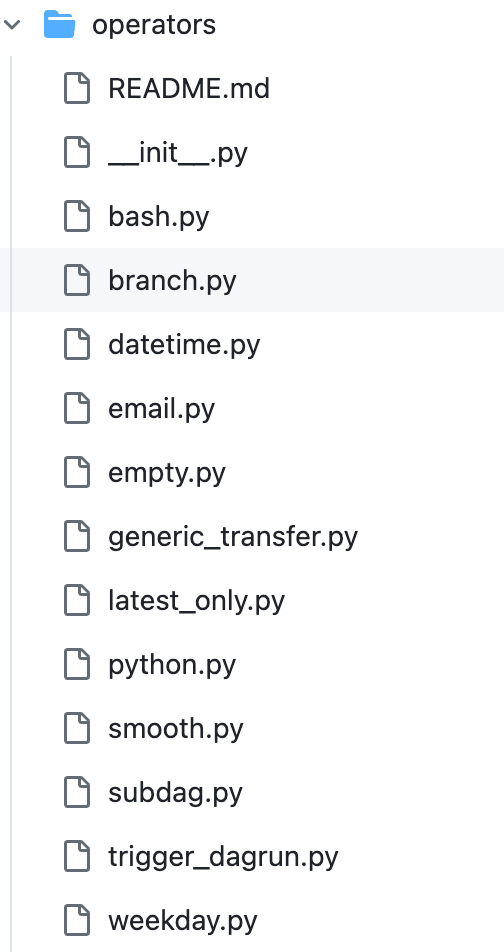 operators
README.md
__init__.py
bash.py
branch.py
datetime.py
email.py
empty.py
generic_transfer.py
latest_only.py
python.py
smooth.py
subdag.py
trigger_dagrun.py
weekday.py